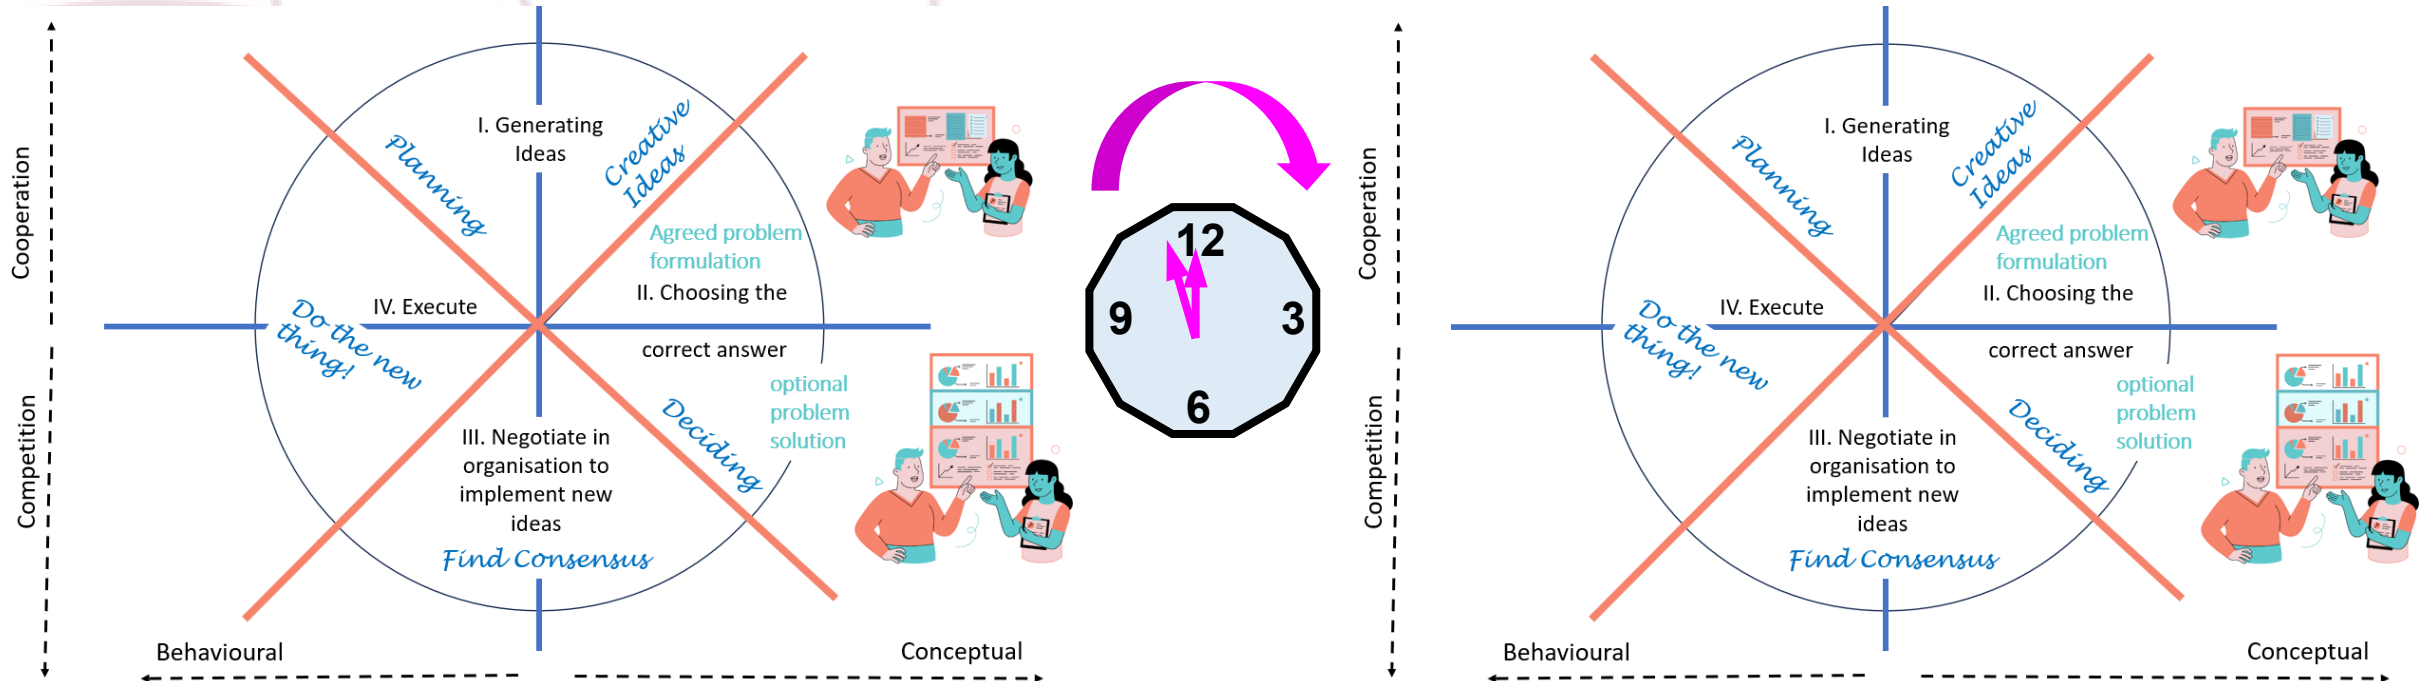 Cooperation
Competition
Planning
I. Generating
Ideas
Creative
Ideas
Agreed problem
formulation
II. Choosing the
correct answer
optional
problem
solution
Deciding
III. Negotiate in
organisation to
implement new
ideas
Find Consensus
IV. Execute
Do the new
thing!
Behavioural
Conceptual
12
9
3
6
Cooperation
Competition
Planning
I. Generating
Ideas
Creative
Ideas
Agreed problem
formulation
II. Choosing the
correct answer
optional
problem
solution
Deciding
III. Negotiate in
organisation to
implement new
ideas
Find Consensus
IV. Execute
Do the new
thing!
Behavioural
Conceptual